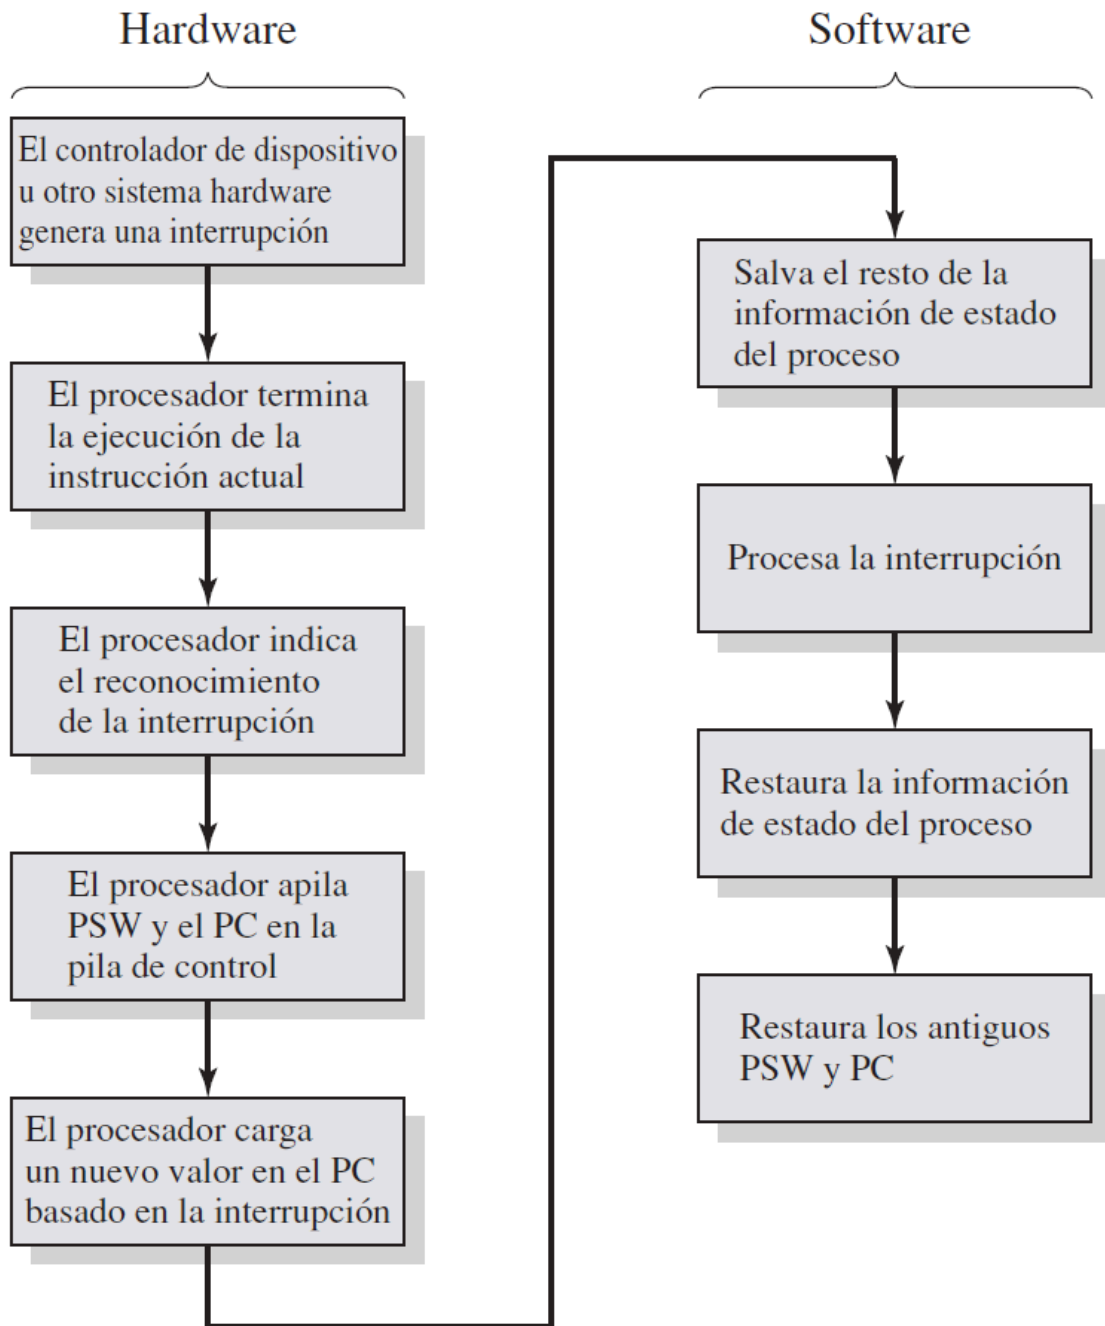 Hardware
El controlador de dispositivo
u otro sistema hardware
genera una interrupción
El procesador termina
la ejecución de la
instrucción actual
El procesador indica
el reconocimiento
de la interrupción
El procesador apila
PSW y el PC en la
pila de control
El procesador carga
un nuevo valor en el PC
basado en la interrupción
Software
Salva el resto de la
información de estado
del proceso
Procesa la interrupción
Restaura la información
de estado del proceso
Restaura los antiguos
PSW y PC